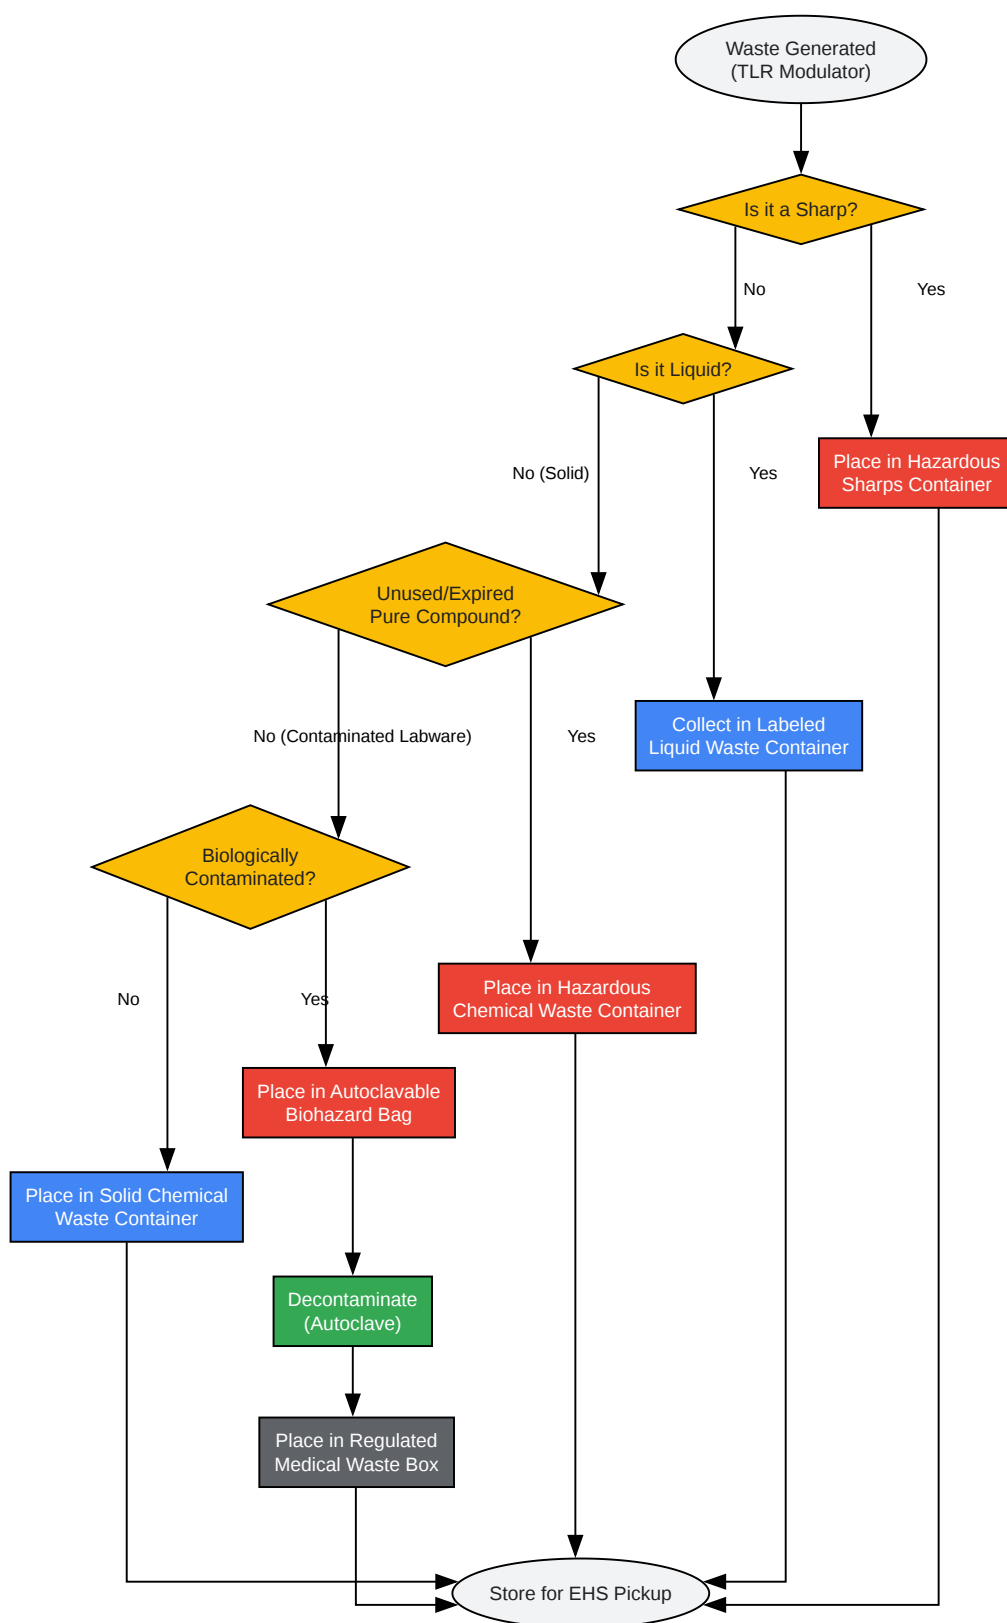 Waste Generated
(TLR Modulator)
Is it a Sharp?
No
Yes
Is it Liquid?
Place in Hazardous
Sharps Container
No (Solid)
Yes
Unused/Expired
Pure Compound?
No (Contaminated Labware)
Yes
Collect in Labeled
Liquid Waste Container
Biologically
Contaminated?
No
Yes
Place in Hazardous
Chemical Waste Container
Place in Autoclavable
Biohazard Bag
Place in Solid Chemical
Waste Container
Decontaminate
(Autoclave)
Place in Regulated
Medical Waste Box
Store for EHS Pickup